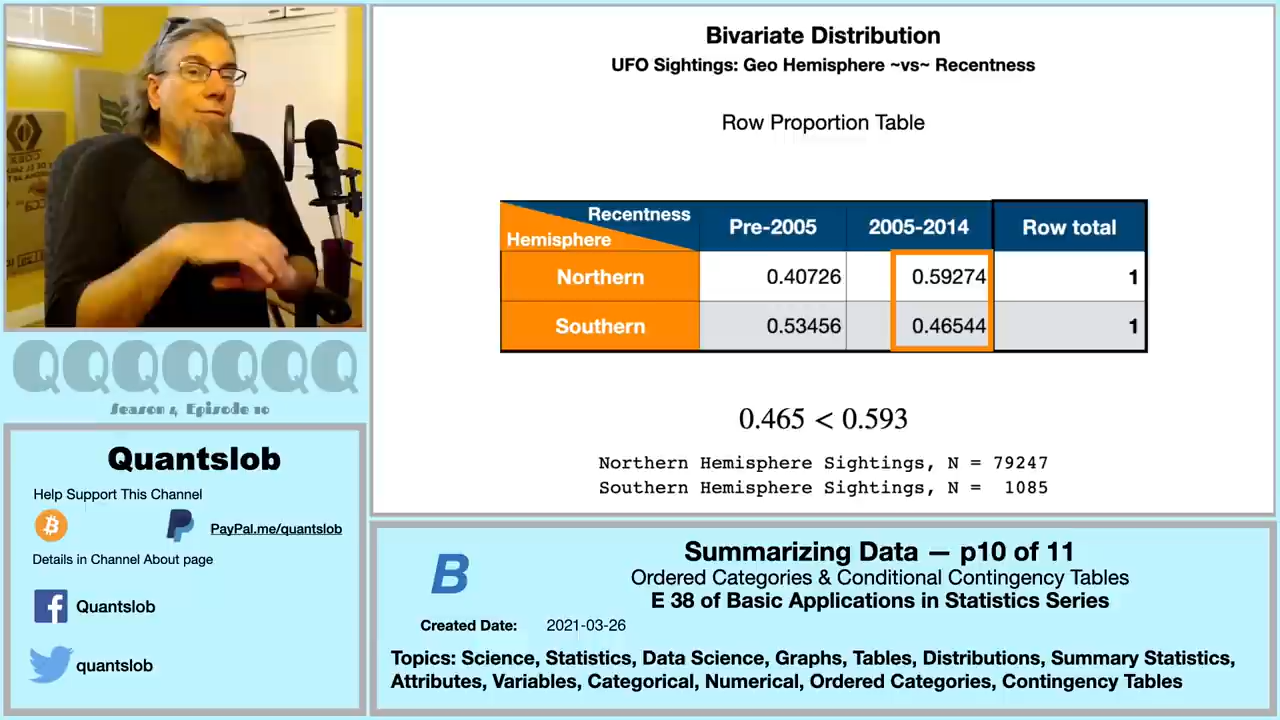 Bivariate Distribution
UFO Sightings: Geo Hemisphere ~vs~ Recentness
Row Proportion Table
Recentness
Hemisphere
Pre-2005 2005-2014 Row total
Northern 0.40726 0.59274 1
Southern 0.53456 0.46544 1
0.465 < 0.593
Northern Hemisphere Sightings, N = 79247
Southern Hemisphere Sightings, N = 1085
QQQQQQQ
Season 4, Episode 10
Quantslob
Help Support This Channel
PayPal.me/quantslob
Details in Channel About page
Quantslob
quantslob
B
Summarizing Data — p10 of 11
Ordered Categories & Conditional Contingency Tables
E 38 of Basic Applications in Statistics Series
Created Date: 2021-03-26
Topics: Science, Statistics, Data Science, Graphs, Tables, Distributions, Summary Statistics,
Attributes, Variables, Categorical, Numerical, Ordered Categories, Contingency Tables